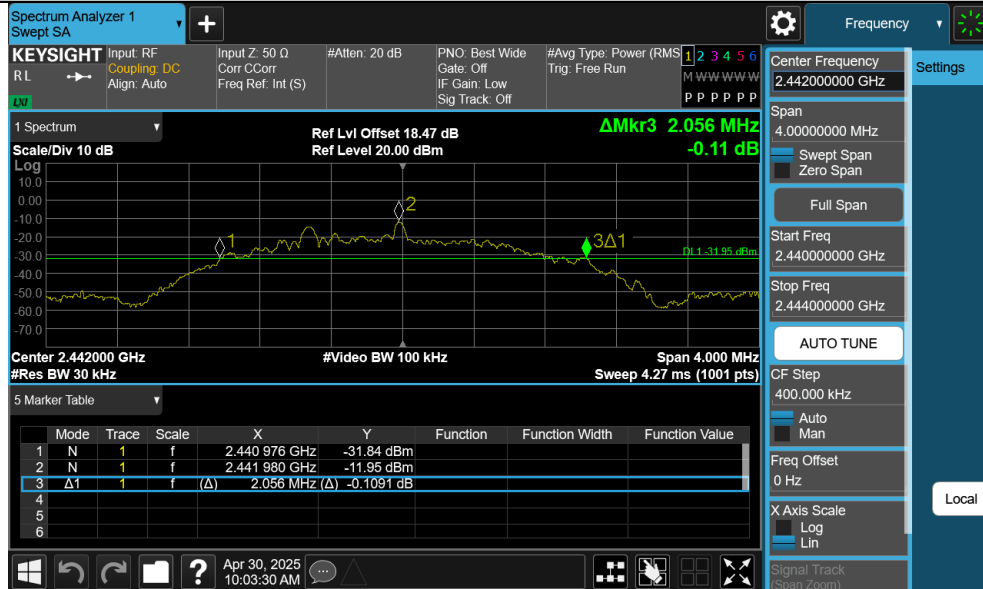 Spectrum Analyzer 1
Swept SA
Frequency
KEYSIGHT
RL
LXI
Input: RF
Coupling: DC
Align: Auto
Input Z: 50 Ω
Corr CCorr
Freq Ref: Int (S)
#Atten: 20 dB
PNO: Best Wide
Gate: Off
IF Gain: Low
Sig Track: Off
#Avg Type: Power (RMS
Trig: Free Run
1 2 3 4 5 6
M W W W W W
P P P P P P
1 Spectrum
Scale/Div 10 dB
Ref Lvl Offset 18.47 dB
Ref Level 20.00 dBm
ΔMkr3 2.056 MHz
-0.11 dB
Log
10.0
0.00
-10.0
-20.0
-30.0
-40.0
-50.0
-60.0
-70.0
1
2
3Δ1
DL1 -31.95 dBm
Center 2.442000 GHz
#Video BW 100 kHz
Span 4.000 MHz
#Res BW 30 kHz
Sweep 4.27 ms (1001 pts)
5 Marker Table
Mode Trace Scale X Y Function Function Width Function Value
1 N 1 f 2.440 976 GHz -31.84 dBm
2 N 1 f 2.441 980 GHz -11.95 dBm
3 Δ1 1 f (Δ) 2.056 MHz (Δ) -0.1091 dB
4
5
6
Apr 30, 2025
10:03:30 AM
Center Frequency
2.442000000 GHz
Span
4.00000000 MHz
Swept Span
Zero Span
Full Span
Start Freq
2.440000000 GHz
Stop Freq
2.444000000 GHz
AUTO TUNE
CF Step
400.000 kHz
Auto
Man
Freq Offset
0 Hz
X Axis Scale
Log
Lin
Signal Track
(Span Zoom)
Settings
Local